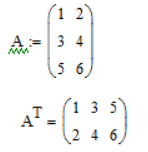 A := ( 1 2
3 4
5 6 )
A^T = ( 1 3 5
2 4 6 )